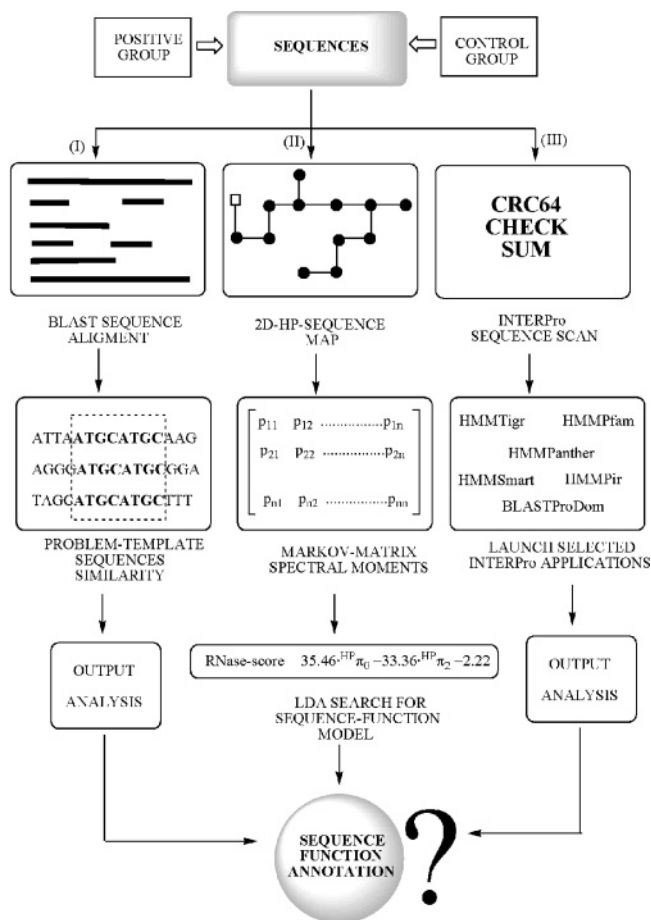 POSITIVE
GROUP
SEQUENCES
CONTROL
GROUP
(I)
(II)
(III)
CRC64
CHECK
SUM
BLAST SEQUENCE
ALIGMENT
2D-HP-SEQUENCE
MAP
INTERPro
SEQUENCE SCAN
ATTAATGCATGCAAG
AGGGATGCATGCGGA
TAGCATGCATGCTTT
p11 p12 ..................p1n
p21 p22 ..................p2n
pn1 pn2 ..................pnn
HMMTigr HMMPfam
HMMPanther
HMMSmart HMMPir
BLASTProDom
PROBLEM-TEMPLATE
SEQUENCES
SIMILARITY
MARKOV-MATRIX
SPECTRAL MOMENTS
LAUNCH SELECTED
INTERPro APPLICATIONS
OUTPUT
ANALYSIS
RNase-score 35.46·HPπ0−33.36·HPπ2−2.22
LDA SEARCH FOR
SEQUENCE-FUNCTION
MODEL
OUTPUT
ANALYSIS
SEQUENCE
FUNCTION
ANNOTATION
?